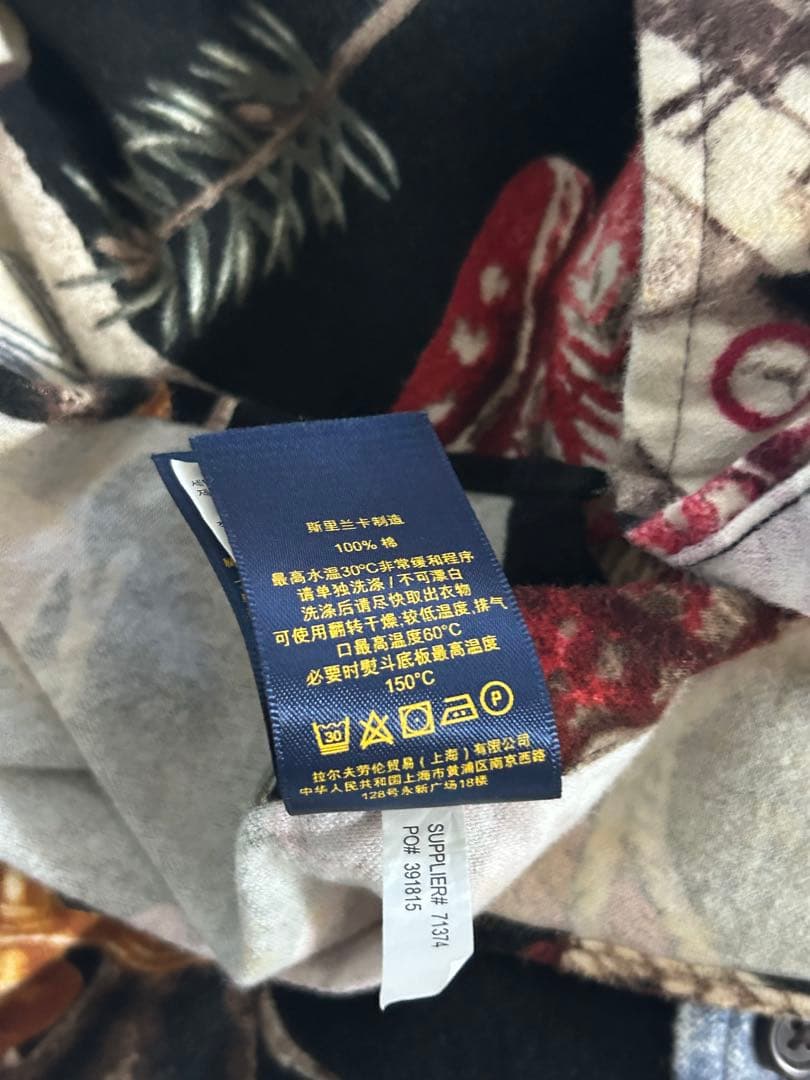 斯里兰卡制造
100% 棉
最高水温30°C非常缓和程序
请单独洗涤 / 不可漂白
洗涤后请尽快取出衣物
可使用翻转干燥;较低温度,排气
口最高温度60°C
必要时熨斗底板最高温度
150°C
30
P
拉尔夫劳伦贸易 ( 上海 ) 有限公司
中华人民共和国上海市黄浦区南京西路
128号永新广场18楼
SUPPLIER# 71374
PO# 391815